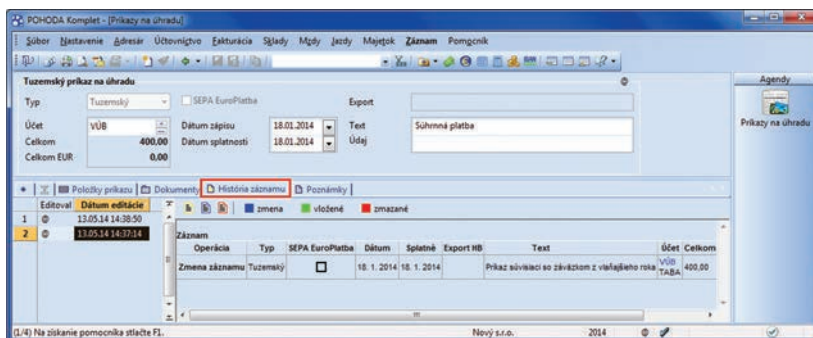 POHODA Komplet - [Príkazy na úhradu]
Súbor Nastavenie Adresár Účtovníctvo Fakturácia Sklady Mzdy Jazdy Majetok Záznam Pomocník
Tuzemský príkaz na úhradu
Agendy
Typ Tuzemský SEPA EuroPlatba Export
Príkazy na úhradu
Účet VÚB Dátum zápisu 18.01.2014 Text Súhrnná platba
Celkom 400,00 Dátum splatnosti 18.01.2014 Údaj
Celkom EUR 0,00
Položky príkazu Dokumenty História záznamu Poznámky
Editoval Dátum editácie
zmena vložené zmazané
1 @ 13.05.14 14:38:50
2 @ 13.05.14 14:37:14
Záznam
Operácia Typ SEPA EuroPlatba Dátum Splatné Export HB Text Účet Celkom
Zmena záznamu Tuzemský 18. 1. 2014 18. 1. 2014 Príkaz súvisiaci so záväzkom z vlaňajšieho roka VÚB TABA 400,00
(1/4) Na získanie pomocníka stlačte F1. Nový s.r.o. 2014 @